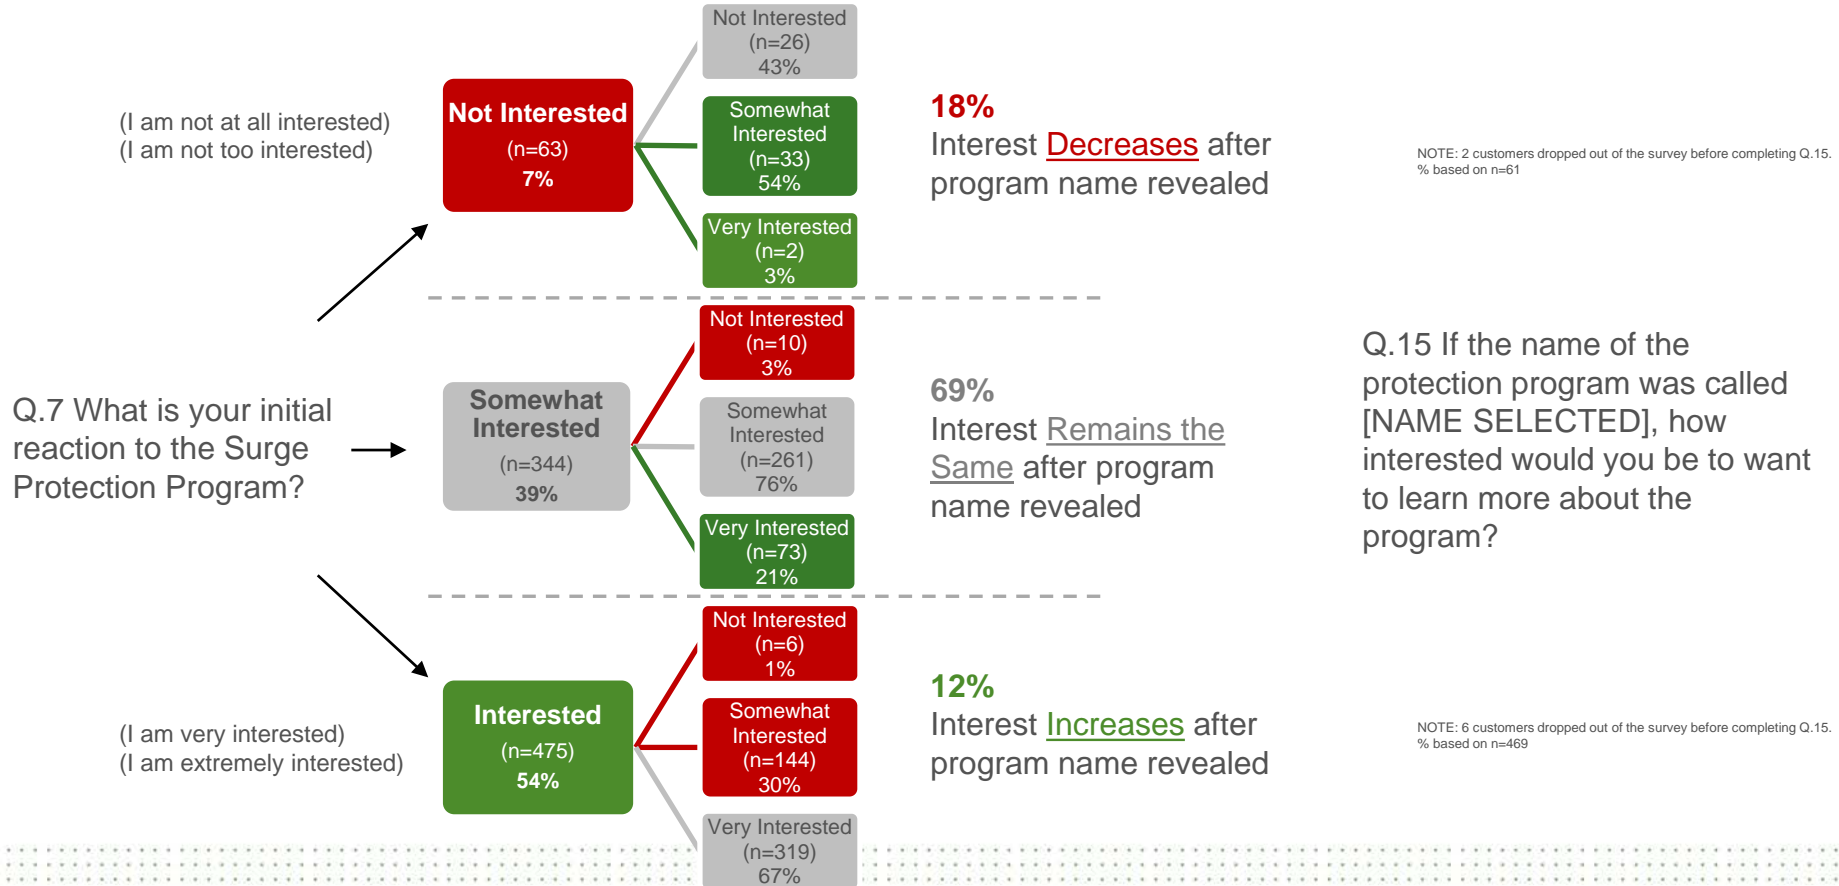 Q.7 What is your initial
reaction to the Surge
Protection Program?
(I am not at all interested)
(I am not too interested)
Not Interested
(n=63)
7%
Not Interested
(n=26)
43%
Somewhat
Interested
(n=33)
54%
Very Interested
(n=2)
3%
18%
Interest Decreases after
program name revealed
NOTE: 2 customers dropped out of the survey before completing Q.15.
% based on n=61
Somewhat
Interested
(n=344)
39%
Not Interested
(n=10)
3%
Somewhat
Interested
(n=261)
76%
Very Interested
(n=73)
21%
69%
Interest Remains the
Same after program
name revealed
Q.15 If the name of the
protection program was called
[NAME SELECTED], how
interested would you be to want
to learn more about the
program?
(I am very interested)
(I am extremely interested)
Interested
(n=475)
54%
Not Interested
(n=6)
1%
Somewhat
Interested
(n=144)
30%
Very Interested
(n=319)
67%
12%
Interest Increases after
program name revealed
NOTE: 6 customers dropped out of the survey before completing Q.15.
% based on n=469